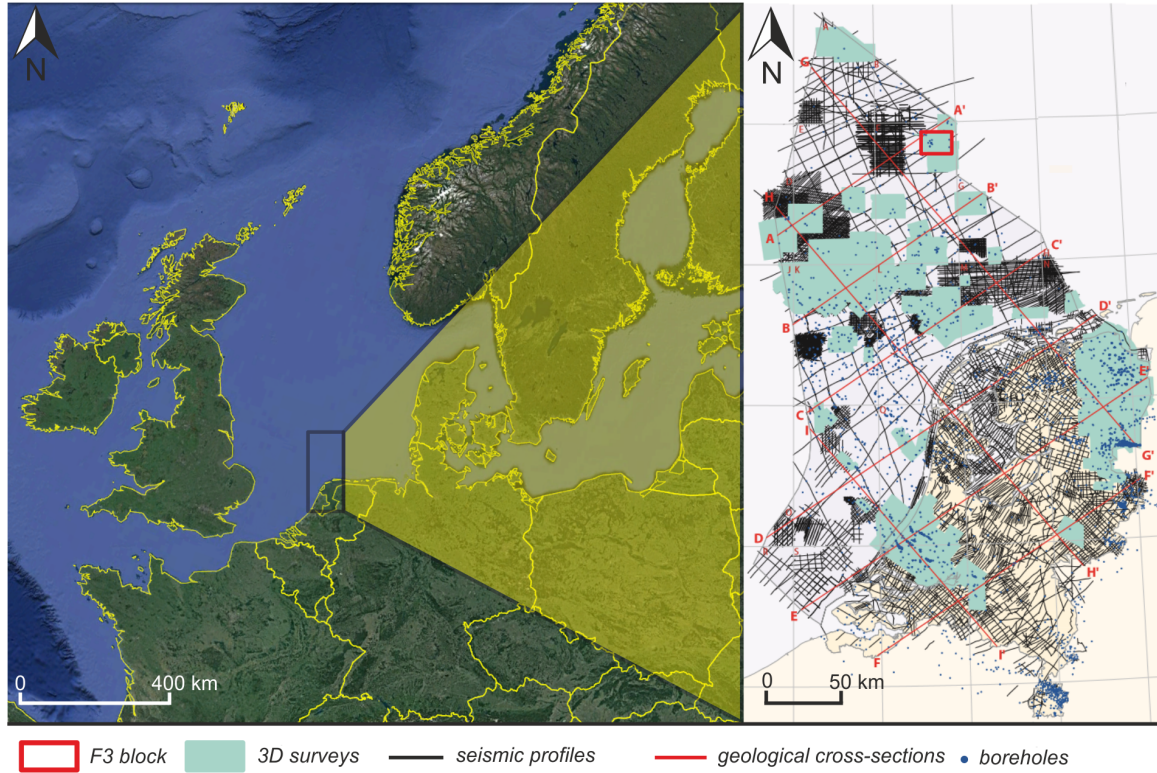 N
0
400 km
N
A'
G
B'
H
A
C'
B
D'
E'
C
I
G'
F'
D
H'
E
F
I'
0
50 km
F3 block
3D surveys
seismic profiles
geological cross-sections
boreholes